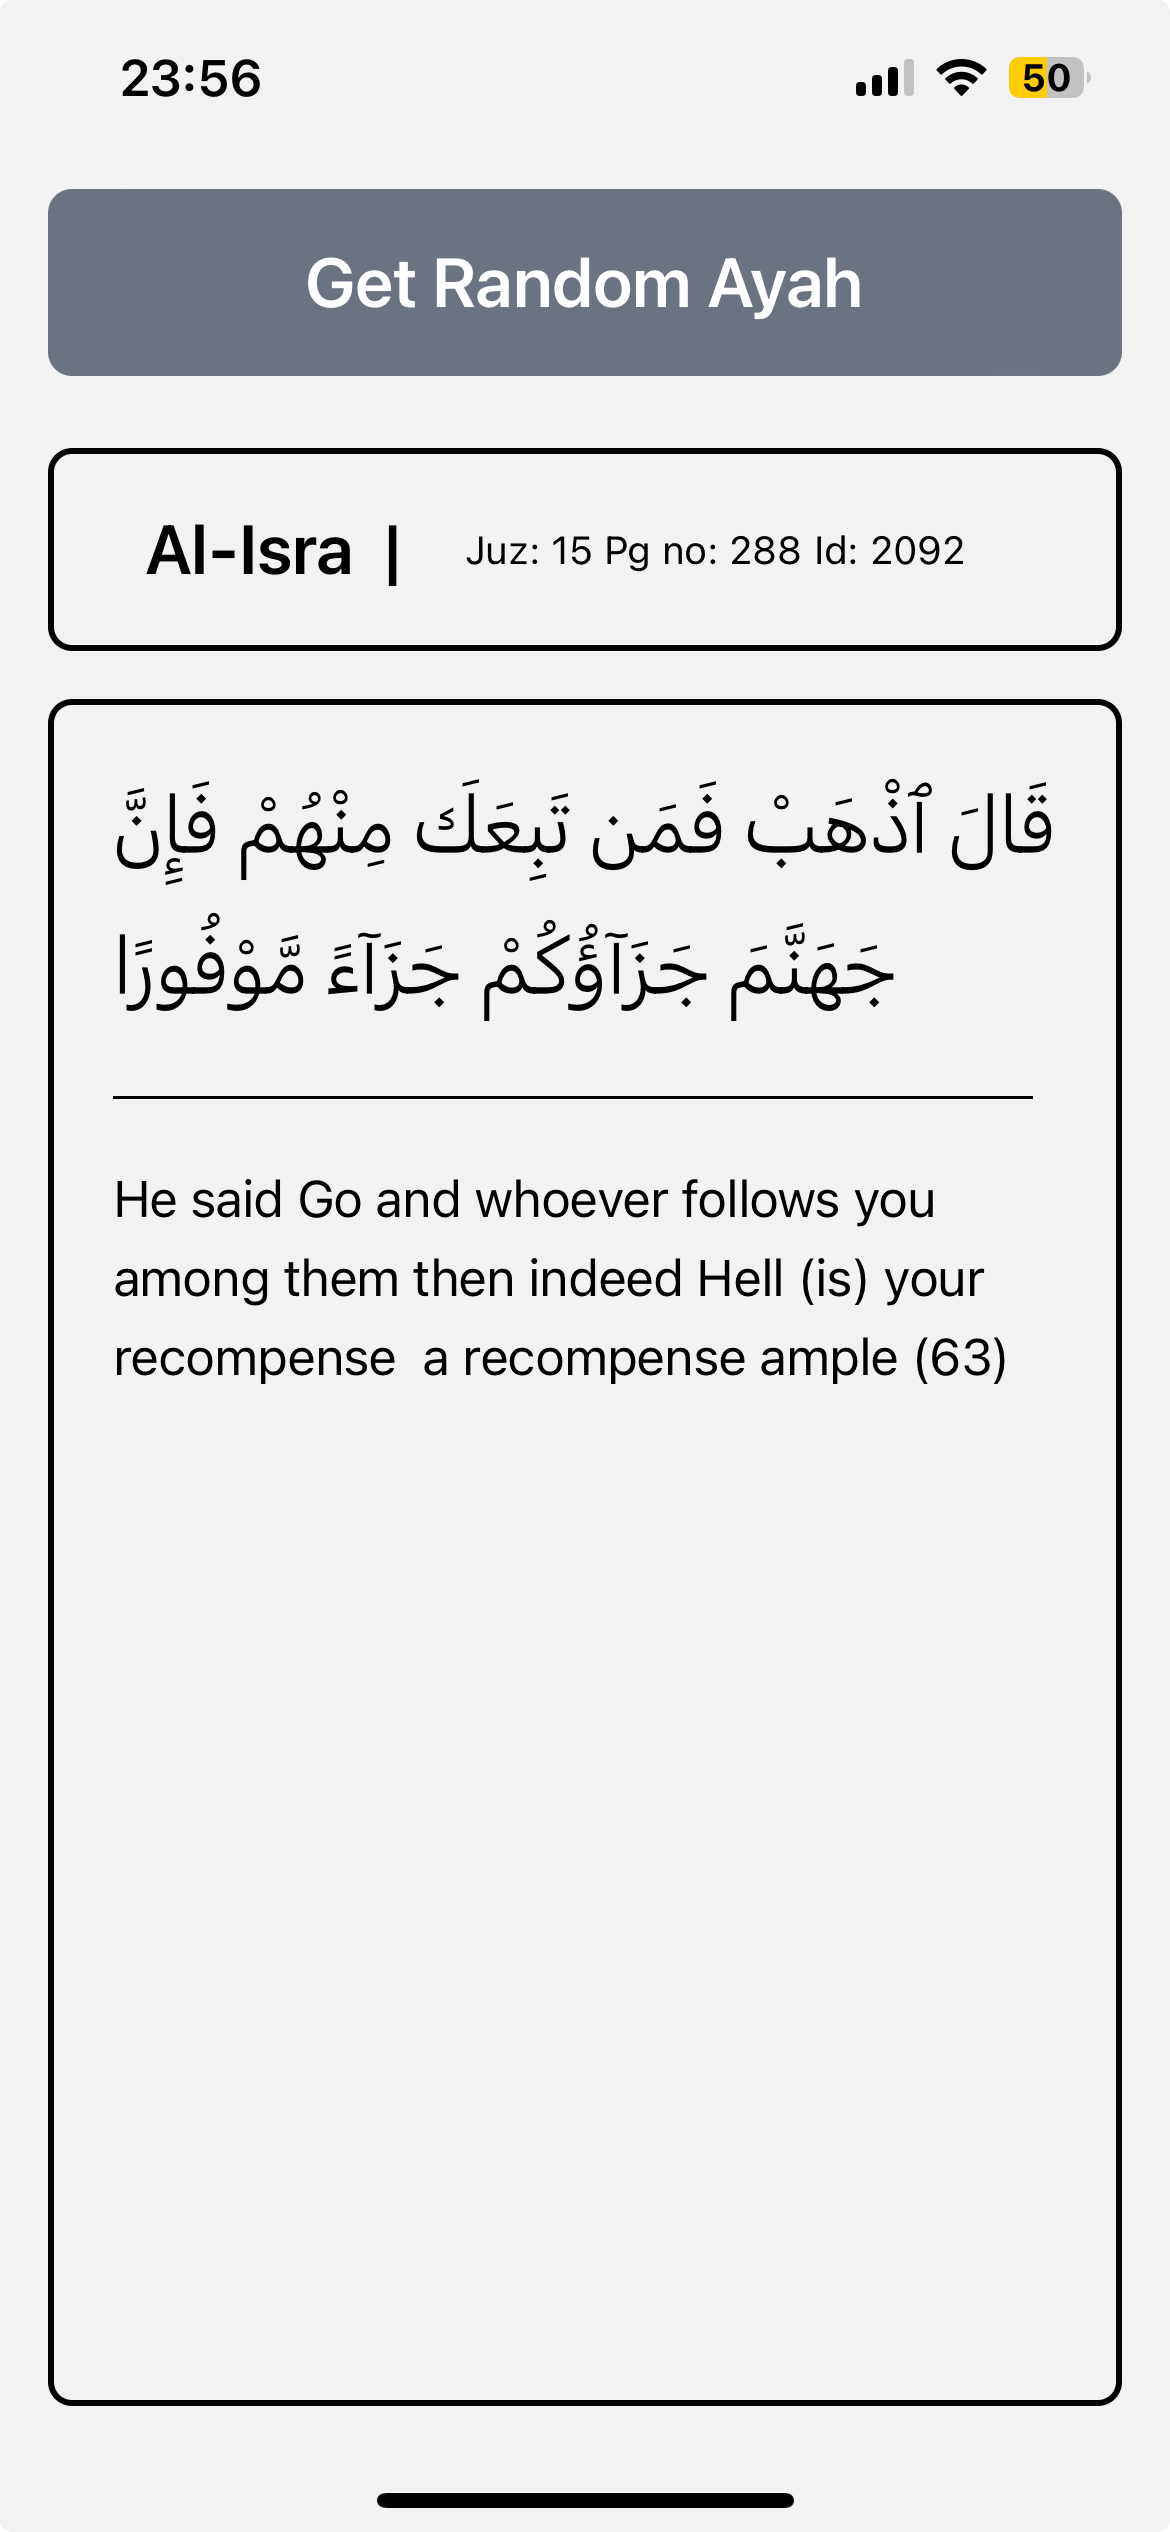 23:56
50
Get Random Ayah
Al-Isra | Juz: 15 Pg no: 288 Id: 2092
قَالَ ٱذْهَبْ فَمَن تَبِعَكَ مِنْهُمْ فَإِنَّ
جَهَنَّمَ جَزَآؤُكُمْ جَزَآءً مَّوْفُورًا
He said Go and whoever follows you
among them then indeed Hell (is) your
recompense  a recompense ample (63)